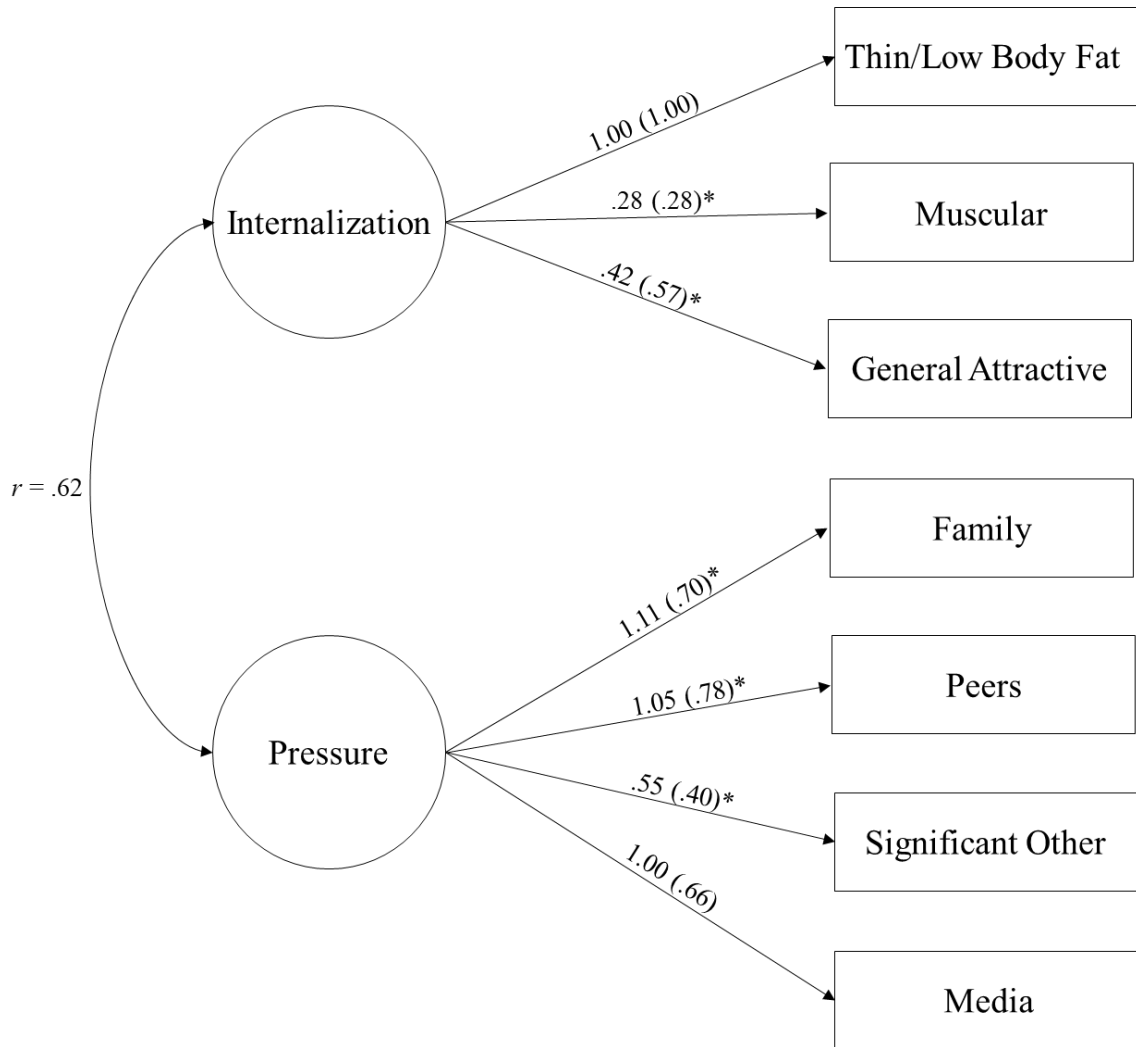 Thin/Low Body Fat
1.00 (1.00)
Internalization
.28 (.28)*
Muscular
.42 (.57)*
General Attractive
r = .62
Family
1.11 (.70)*
1.05 (.78)*
Peers
Pressure
.55 (.40)*
Significant Other
1.00 (.66)
Media